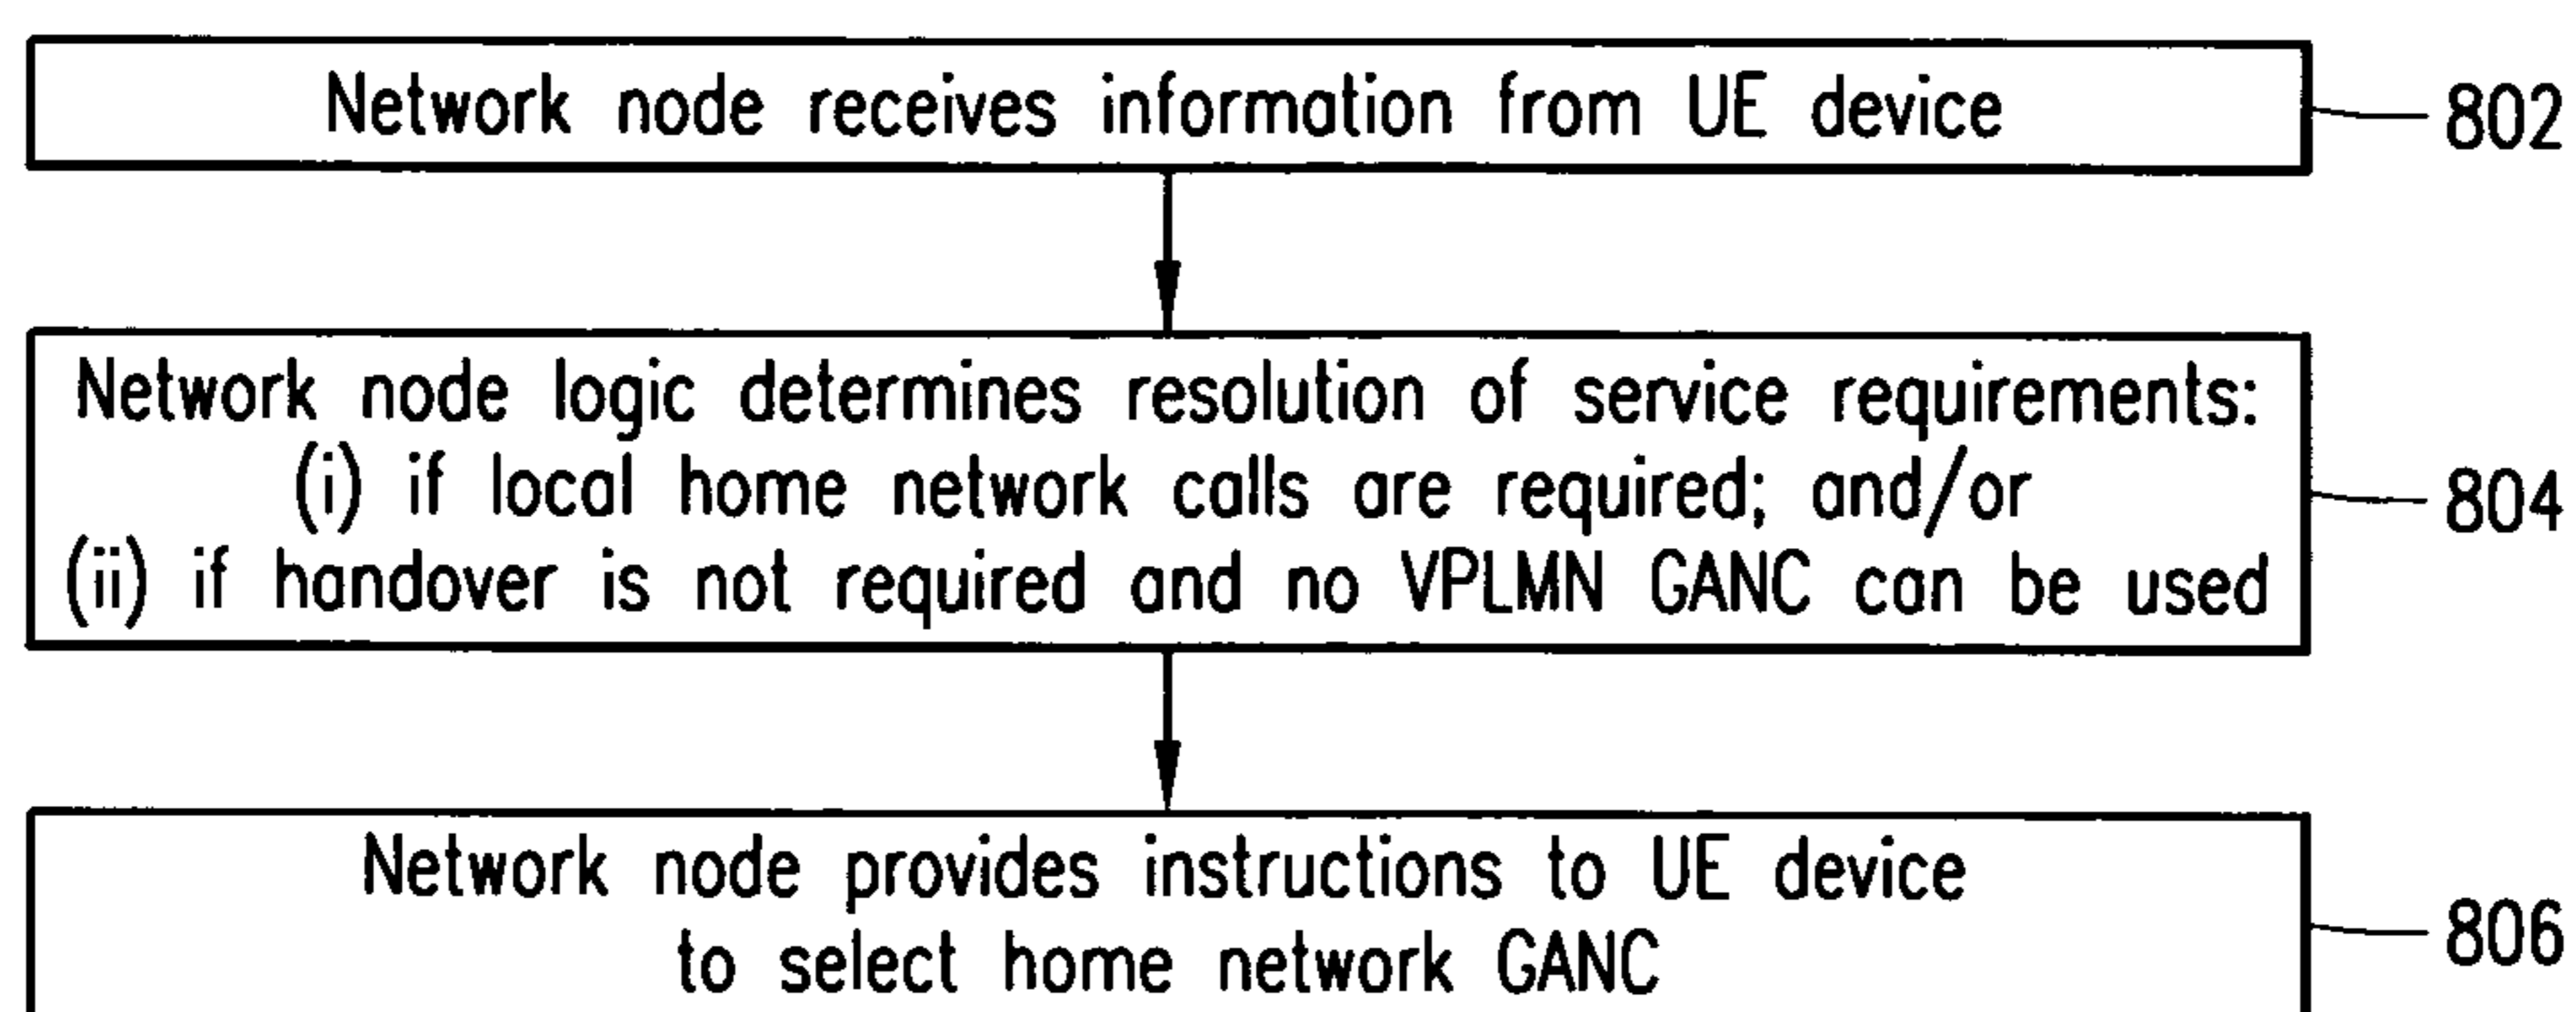 Network node receives information from UE device
802
Network node logic determines resolution of service requirements:
(i) if local home network calls are required; and/or
(ii) if handover is not required and no VPLMN GANC can be used
804
Network node provides instructions to UE device
to select home network GANC
806